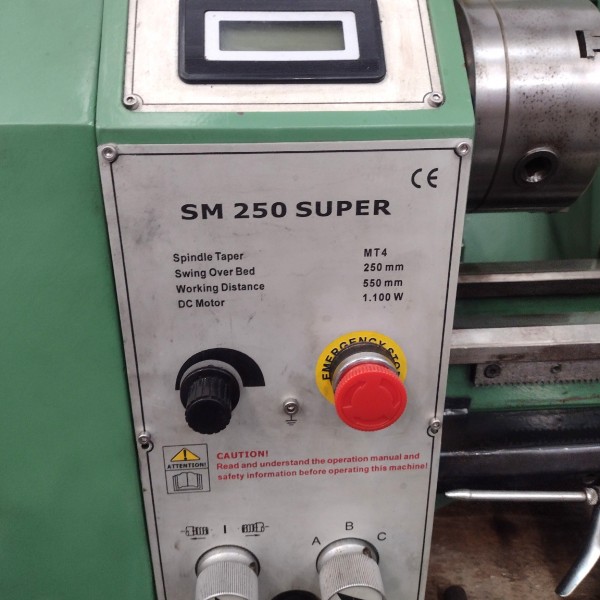 CE
SM 250 SUPER
Spindle Taper MT4
Swing Over Bed 250 mm
Working Distance 550 mm
DC Motor 1.100 W
EMERGENCY STOP
ATTENTION!
CAUTION!
Read and understand the operation manual and
safety information before operating this machine!
I
A B C